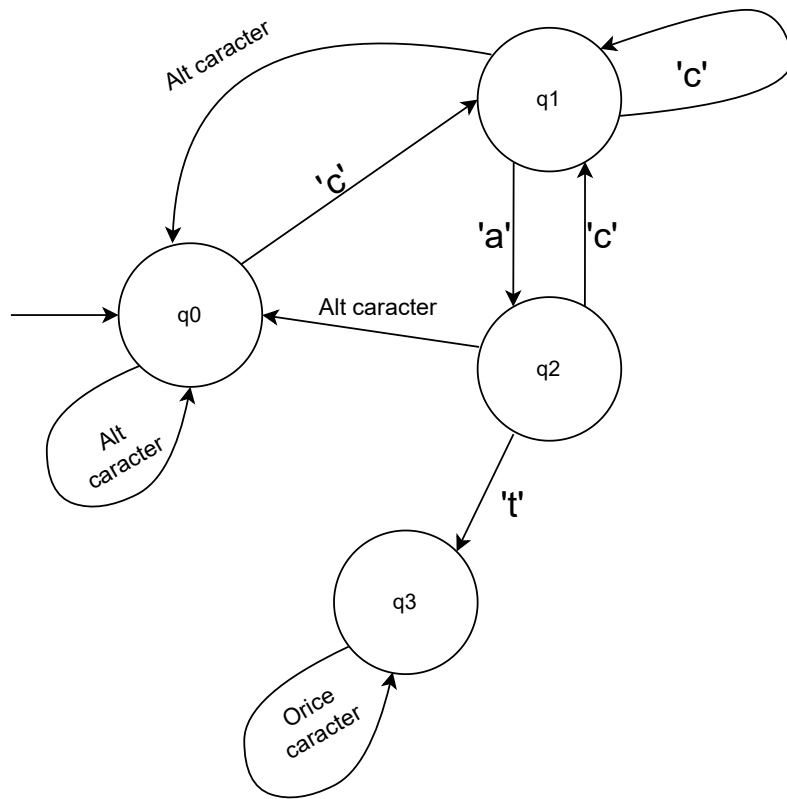 Alt caracter
q1
'c'
'c'
'a'
'c'
q0
Alt caracter
q2
Alt
caracter
't'
q3
Orice
caracter